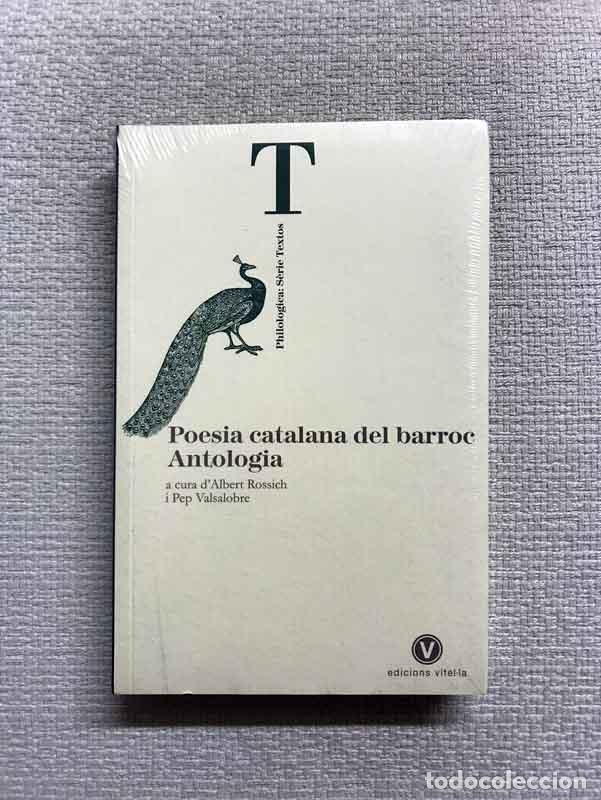 T
Philologica: Sèrie Textos
Poesia catalana del barroc
Antologia
a cura d'Albert Rossich
i Pep Valsalobre
V
edicions vitel·la
todocoleccion